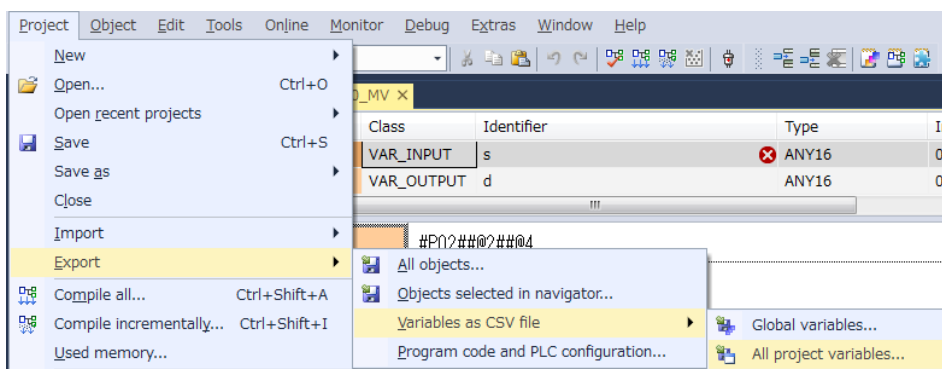 Project Object Edit Tools Online Monitor Debug Extras Window Help
New
Open... Ctrl+O
Open recent projects
Save Ctrl+S
Save as
Close
Import
Export
Compile all... Ctrl+Shift+A
Compile incrementally... Ctrl+Shift+I
Used memory...
_MV
Class Identifier Type
VAR_INPUT s ANY16 0
VAR_OUTPUT d ANY16 0
#P02##@2##@4
All objects...
Objects selected in navigator...
Variables as CSV file
Program code and PLC configuration...
Global variables...
All project variables...